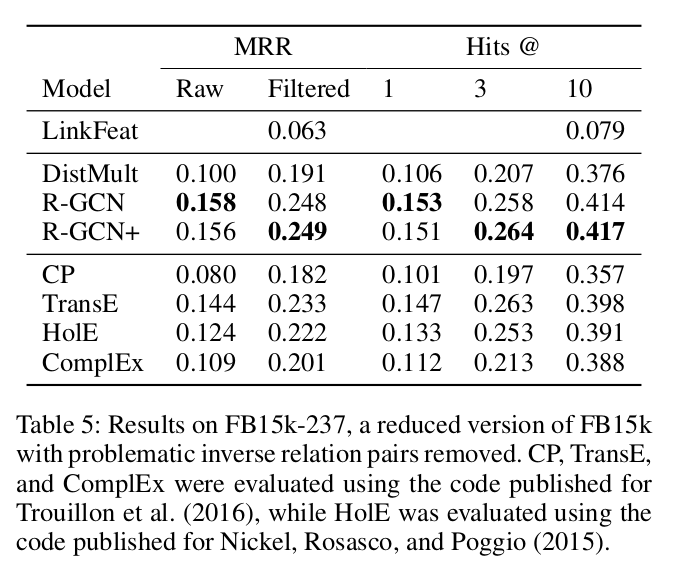 MRR Hits @
Model Raw Filtered 1 3 10
LinkFeat 0.063 0.079
DistMult 0.100 0.191 0.106 0.207 0.376
R-GCN 0.158 0.248 0.153 0.258 0.414
R-GCN+ 0.156 0.249 0.151 0.264 0.417
CP 0.080 0.182 0.101 0.197 0.357
TransE 0.144 0.233 0.147 0.263 0.398
HolE 0.124 0.222 0.133 0.253 0.391
ComplEx 0.109 0.201 0.112 0.213 0.388
Table 5: Results on FB15k-237, a reduced version of FB15k
with problematic inverse relation pairs removed. CP, TransE,
and ComplEx were evaluated using the code published for
Trouillon et al. (2016), while HolE was evaluated using the
code published for Nickel, Rosasco, and Poggio (2015).